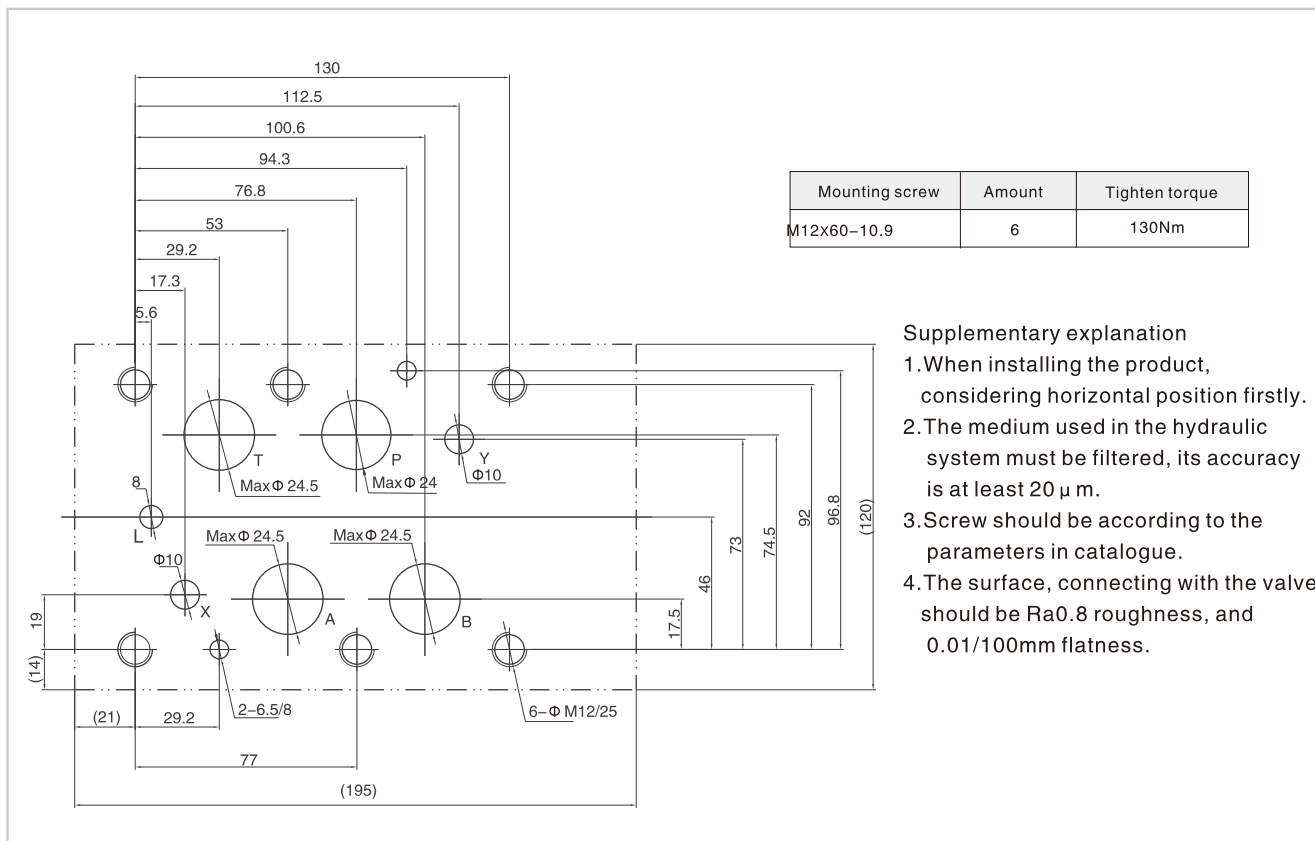 130
112.5
100.6
94.3
76.8
53
29.2
17.3
5.6
Mounting screw Amount Tighten torque
M12X60-10.9 6 130Nm
Supplementary explanation
1.When installing the product,
considering horizontal position firstly.
2.The medium used in the hydraulic
system must be filtered, its accuracy
is at least 20 μ m.
3.Screw should be according to the
parameters in catalogue.
4.The surface, connecting with the valve
should be Ra0.8 roughness, and
0.01/100mm flatness.
T
P
Y
MaxΦ 24.5
MaxΦ 24
Φ10
8
L
MaxΦ 24.5
MaxΦ 24.5
Φ10
X
A
B
19
(14)
17.5
46
73
74.5
92
96.8
(120)
(21)
29.2
2-6.5/8
6-Φ M12/25
77
(195)